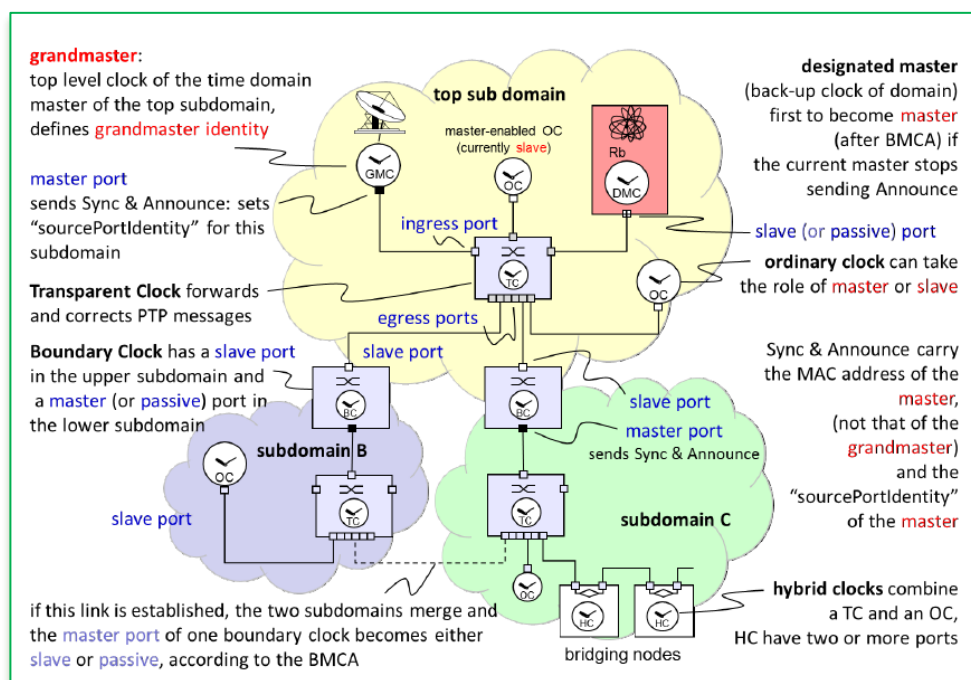 grandmaster:
top level clock of the time domain
master of the top subdomain,
defines grandmaster identity
master port
sends Sync & Announce: sets
“sourcePortIdentity” for this
subdomain
Transparent Clock forwards
and corrects PTP messages
Boundary Clock has a slave port
in the upper subdomain and
a master (or passive) port in
the lower subdomain
top sub domain
master-enabled OC
(currently slave)
GMC
OC
Rb
DMC
ingress port
TC
egress ports
OC
slave port
BC
BC
slave port
master port
sends Sync & Announce
designated master
(back-up clock of domain)
first to become master
(after BMCA) if
the current master stops
sending Announce
slave (or passive) port
ordinary clock can take
the role of master or slave
Sync & Announce carry
the MAC address of the
master,
(not that of the
grandmaster)
and the
“sourcePortIdentity”
of the master
subdomain B
OC
TC
slave port
TC
subdomain C
OC
HC
HC
bridging nodes
hybrid clocks combine
a TC and an OC,
HC have two or more ports
if this link is established, the two subdomains merge and
the master port of one boundary clock becomes either
slave or passive, according to the BMCA